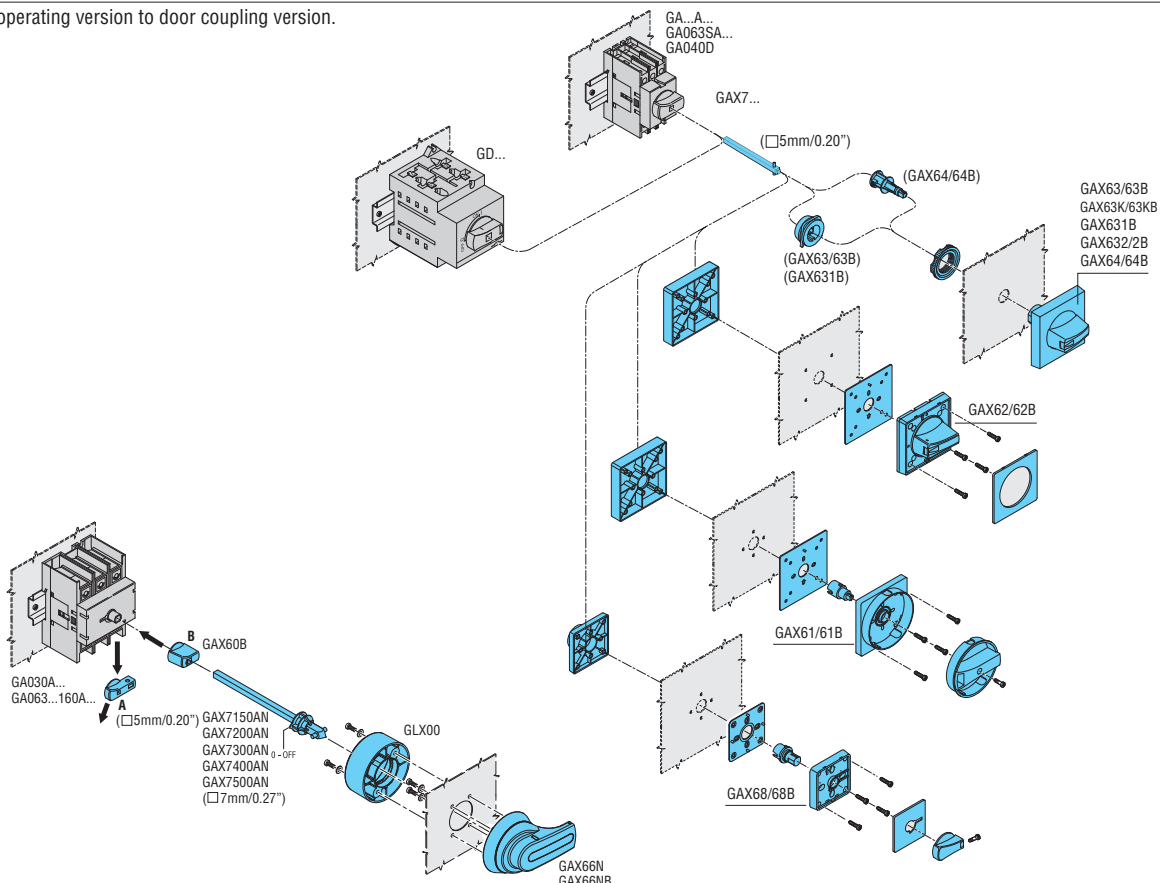 operating version to door coupling version.
GA...A...
GA063SA...
GA040D
GAX7...
(□5mm/0.20”)
GD...
(GAX64/64B)
(GAX63/63B)
(GAX631B)
GAX63/63B
GAX63K/63KB
GAX631B
GAX632/2B
GAX64/64B
GAX62/62B
GAX61/61B
GAX68/68B
B
GAX60B
GA030A...
GA063...160A...
A
(□5mm/0.20”)
GAX7150AN
GAX7200AN
GAX7300AN
GAX7400AN
GAX7500AN
(□7mm/0.27”)
0 - OFF
GLX00
GAX66N
GAX66NB